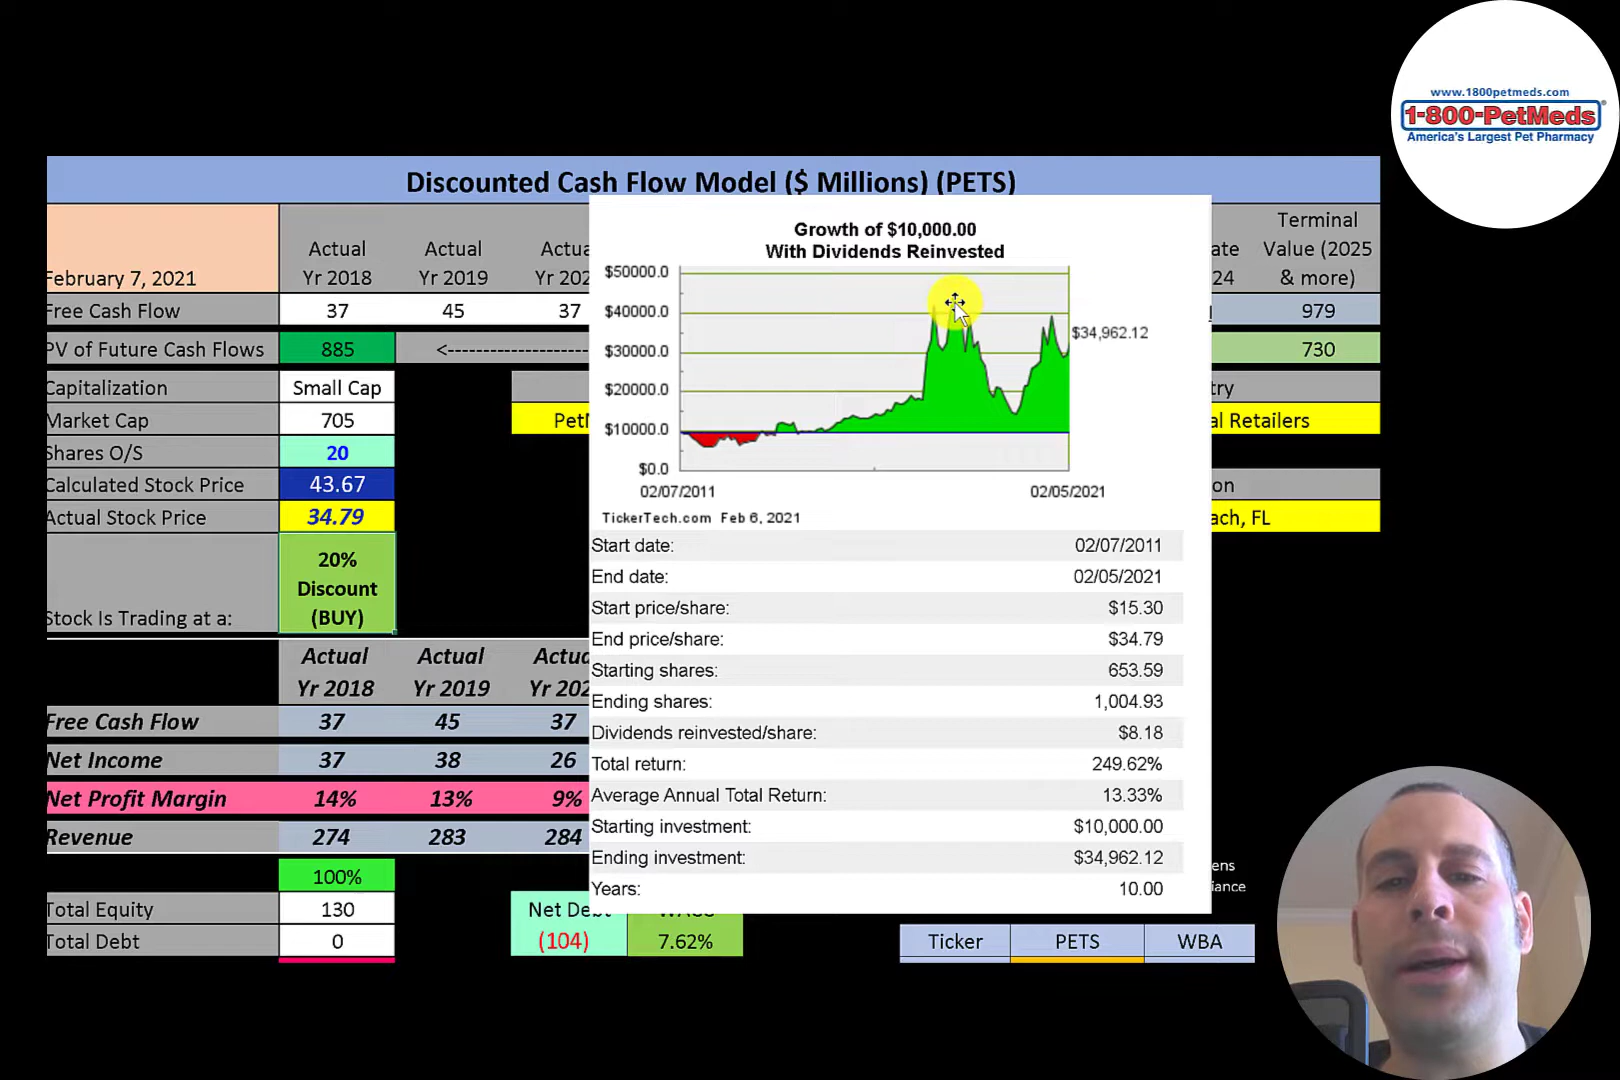 www.1800petmeds.com
1-800-PetMeds®
America's Largest Pet Pharmacy
Discounted Cash Flow Model ($ Millions) (PETS)
February 7, 2021
Actual Yr 2018
Actual Yr 2019
Terminal Value (2025 & more)
24
Free Cash Flow 37 45 37 979
PV of Future Cash Flows 885 <--------------- 730
Capitalization Small Cap
Market Cap 705
al Retailers
Shares O/S 20
Calculated Stock Price 43.67
Actual Stock Price 34.79
ach, FL
Stock Is Trading at a: 20% Discount (BUY)
Actual Yr 2018
Actual Yr 2019
Free Cash Flow 37 45 37
Net Income 37 38 26
Net Profit Margin 14% 13% 9%
Revenue 274 283 284
100%
Total Equity 130
Total Debt 0
Net Debt
(104) 7.62%
Growth of $10,000.00
With Dividends Reinvested
$50000.0
$40000.0
$30000.0
$20000.0
$10000.0
$0.0
$34,962.12
02/07/2011 02/05/2021
TickerTech.com Feb 6, 2021
Start date: 02/07/2011
End date: 02/05/2021
Start price/share: $15.30
End price/share: $34.79
Starting shares: 653.59
Ending shares: 1,004.93
Dividends reinvested/share: $8.18
Total return: 249.62%
Average Annual Total Return: 13.33%
Starting investment: $10,000.00
Ending investment: $34,962.12
Years: 10.00
Ticker PETS WBA